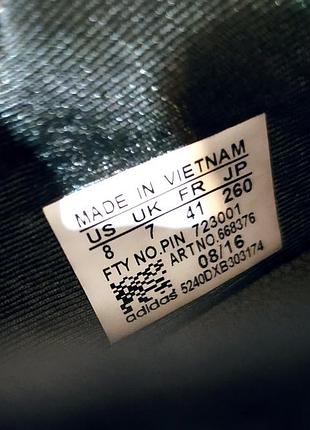 MADE IN VIETNAM
US UK FR JP
8 7 41 260
FTY NO.PIN 723001
ART NO.668376
08/16
adidas 5240DXB303174